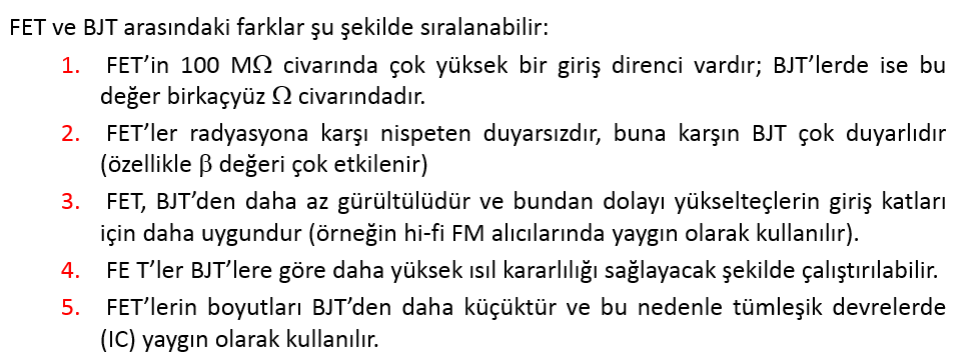 FET ve BJT arasındaki farklar şu şekilde sıralanabilir:
1. FET’in 100 MΩ civarında çok yüksek bir giriş direnci vardır; BJT’lerde ise bu
değer birkaçyüz Ω civarındadır.
2. FET’ler radyasyona karşı nispeten duyarsızdır, buna karşın BJT çok duyarlıdır
(özellikle β değeri çok etkilenir)
3. FET, BJT’den daha az gürültülüdür ve bundan dolayı yükselteçlerin giriş katları
için daha uygundur (örneğin hi-fi FM alıcılarında yaygın olarak kullanılır).
4. FE T’ler BJT’lere göre daha yüksek ısıl kararlılığı sağlayacak şekilde çalıştırılabilir.
5. FET’lerin boyutları BJT’den daha küçüktür ve bu nedenle tümleşik devrelerde
(IC) yaygın olarak kullanılır.